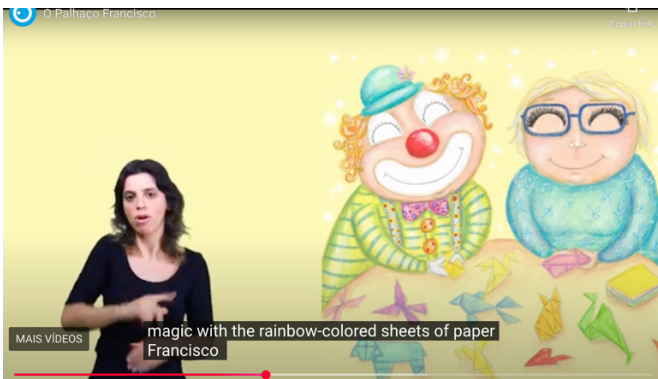 O Palhaço Francisco
Copiar link
magic with the rainbow-colored sheets of paper
Francisco
MAIS VÍDEOS